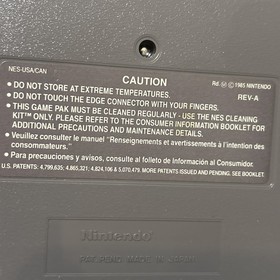 NES-USA/CAN
Rd. Ⓜ Ⓒ 1985 NINTENDO
CAUTION
REV-A
• DO NOT STORE AT EXTREME TEMPERATURES.
• DO NOT TOUCH THE EDGE CONNECTOR WITH YOUR FINGERS.
• THIS GAME PAK MUST BE CLEANED REGULARLY - USE THE NES CLEANING
KIT™ ONLY. PLEASE REFER TO THE CONSUMER INFORMATION BOOKLET FOR
ADDITIONAL PRECAUTIONS AND MAINTENANCE DETAILS.
• Veuillez consulter le manuel "Renseignements et avertissements à l'intention des
consommateurs".
• Para precauciones y avisos, consulta al folleto de Información al Consumidor.
U.S. PATENTS: 4,799,635; 4,865,321; 4,824,106 & 5,070,479. MORE PATENTS ISSUED AND PENDING. SEE BOOKLET.
Nintendo
MADE IN JAPAN